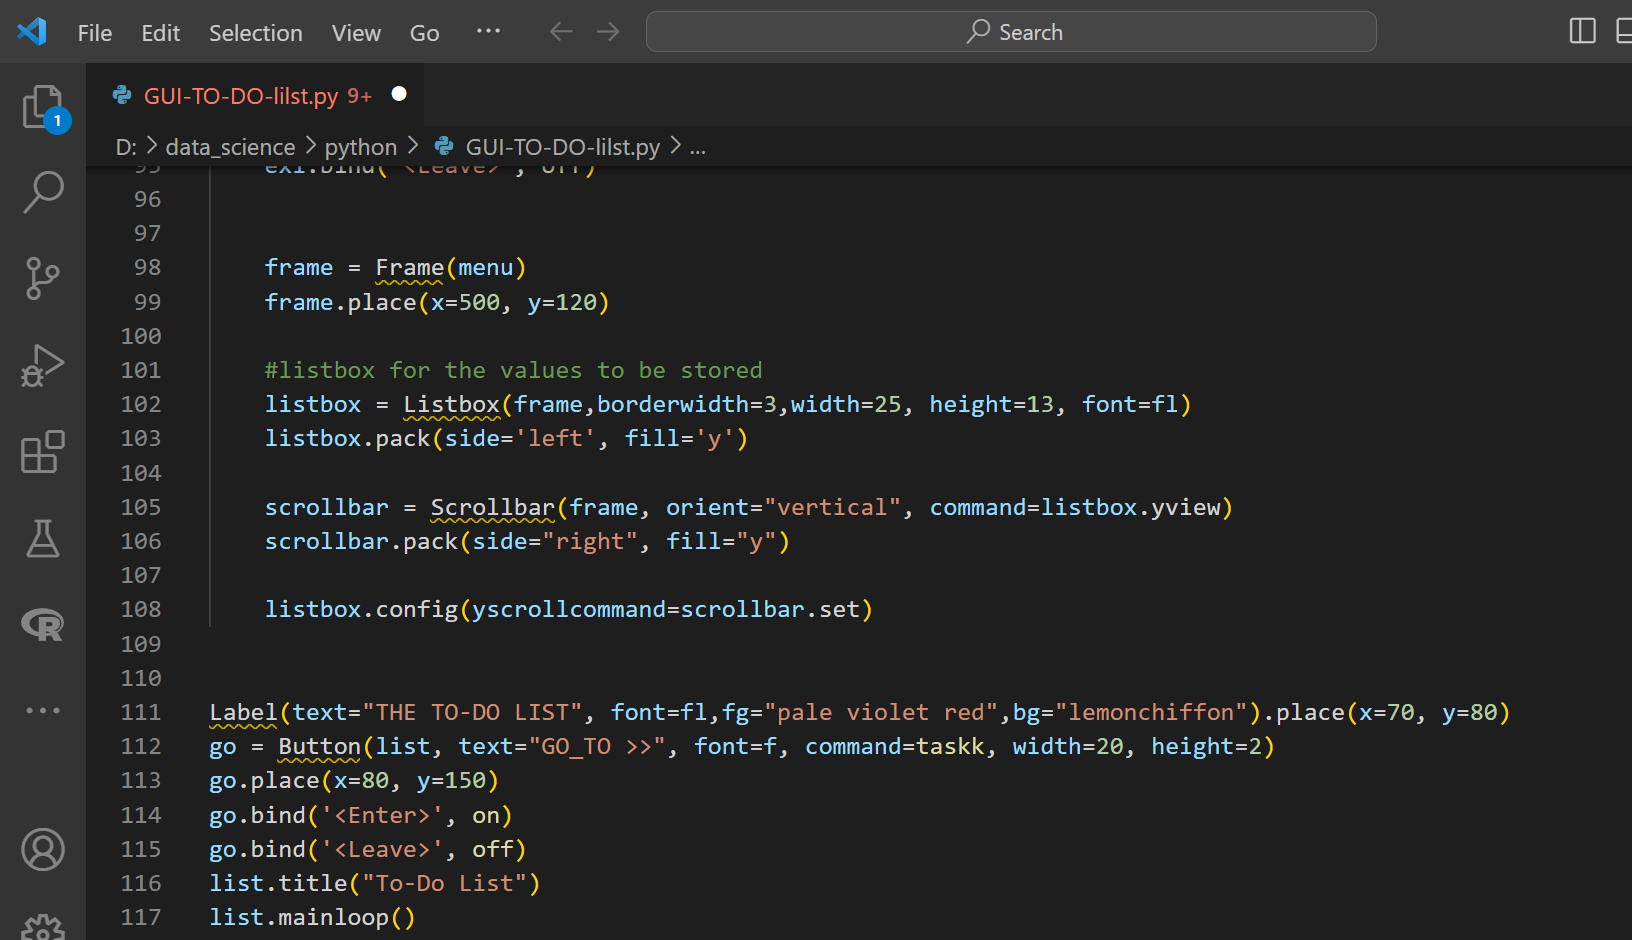 File Edit Selection View Go ··· Search
1
GUI-TO-DO-lilst.py 9+
D: > data_science > python > GUI-TO-DO-lilst.py > ...
95 exi.bind('<Leave>', off)
96
97
98 frame = Frame(menu)
99 frame.place(x=500, y=120)
100
101 #listbox for the values to be stored
102 listbox = Listbox(frame,borderwidth=3,width=25, height=13, font=fl)
103 listbox.pack(side='left', fill='y')
104
105 scrollbar = Scrollbar(frame, orient="vertical", command=listbox.yview)
106 scrollbar.pack(side="right", fill="y")
107
108 listbox.config(yscrollcommand=scrollbar.set)
109
110
111 Label(text="THE TO-DO LIST", font=fl,fg="pale violet red",bg="lemonchiffon").place(x=70, y=80)
112 go = Button(list, text="GO_TO >>", font=f, command=taskk, width=20, height=2)
113 go.place(x=80, y=150)
114 go.bind('<Enter>', on)
115 go.bind('<Leave>', off)
116 list.title("To-Do List")
117 list.mainloop()
R